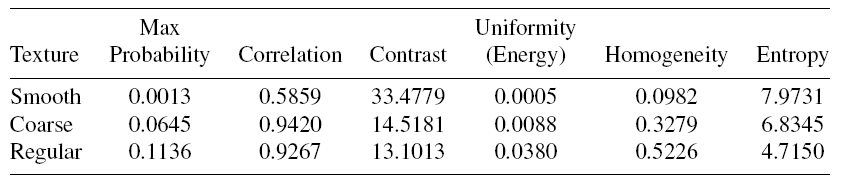 Max Uniformity
Texture Probability Correlation Contrast (Energy) Homogeneity Entropy
Smooth 0.0013 0.5859 33.4779 0.0005 0.0982 7.9731
Coarse 0.0645 0.9420 14.5181 0.0088 0.3279 6.8345
Regular 0.1136 0.9267 13.1013 0.0380 0.5226 4.7150